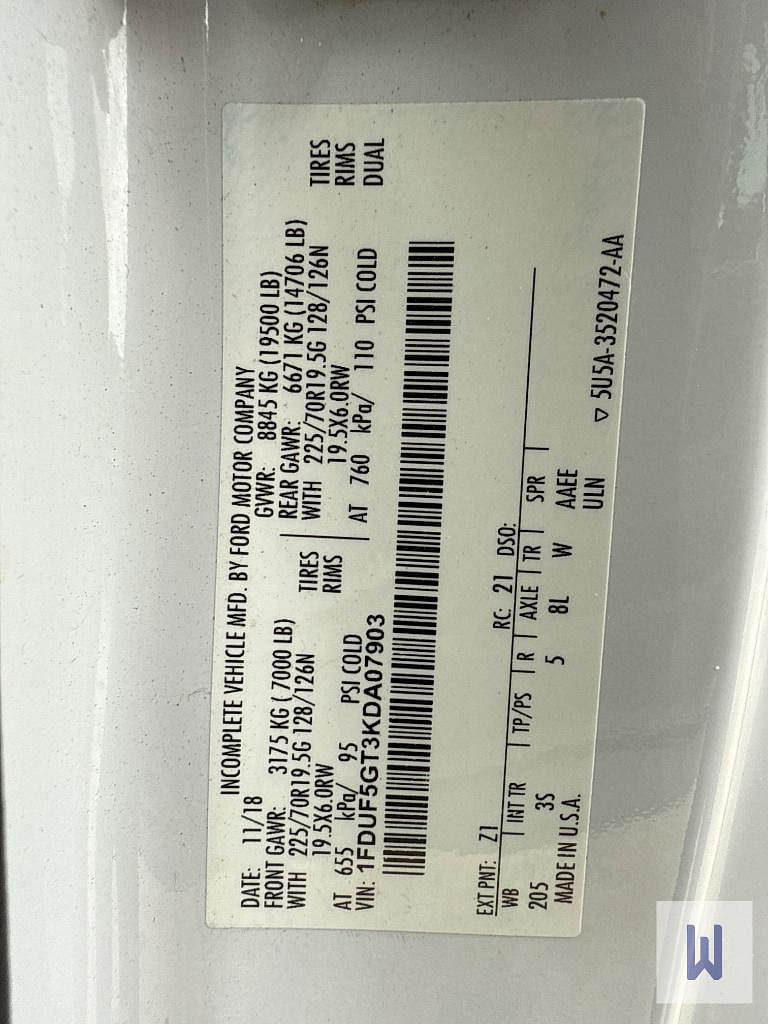 INCOMPLETE VEHICLE MFD. BY FORD MOTOR COMPANY
DATE: 11/18 GVWR: 8845 KG (19500 LB)
FRONT GAWR: 3175 KG ( 7000 LB) REAR GAWR: 6671 KG (14706 LB)
WITH 225/70R19.5G 128/126N TIRES WITH 225/70R19.5G 128/126N TIRES
19.5X6.0RW RIMS 19.5X6.0RW RIMS
AT 655 kPa/ 95 PSI COLD AT 760 kPa/ 110 PSI COLD DUAL
VIN: 1FDUF5GT3KDA07903
EXT PNT: Z1 RC: 21 DSO:
WB INT TR TP/PS R AXLE TR SPR
205 3S 5 8L W AAEE
MADE IN U.S.A. ULN
▽ 5U5A-3520472-AA
W